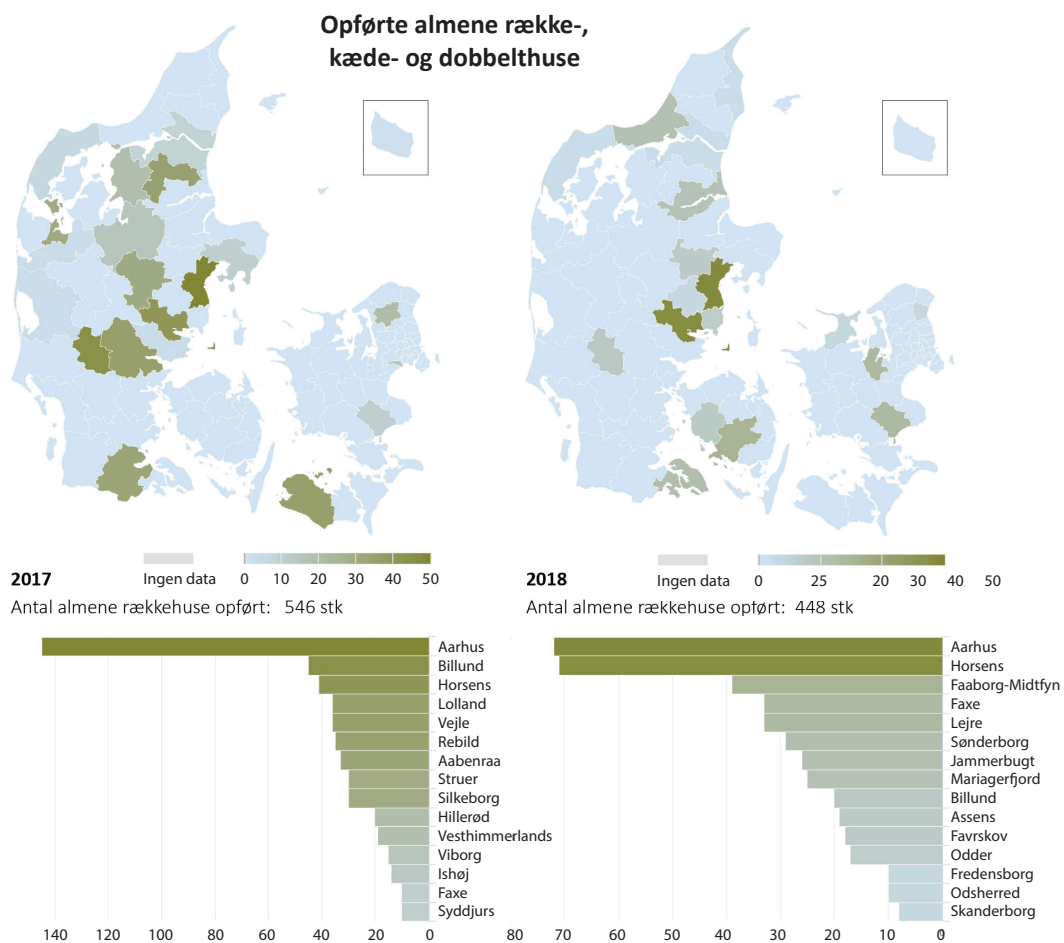 Opførte almene række-,
kæde- og dobbelthuse
2017
Ingen data
0 10 20 30 40 50
Antal almene rækkehuse opført: 546 stk
Aarhus
Billund
Horsens
Lolland
Vejle
Rebild
Aabenraa
Struer
Silkeborg
Hillerød
Vesthimmerlands
Viborg
Ishøj
Faxe
Syddjurs
140 120 100 80 60 40 20 0
2018
Ingen data
0 25 20 30 40 50
Antal almene rækkehuse opført: 448 stk
Aarhus
Horsens
Faaborg-Midtfyn
Faxe
Lejre
Sønderborg
Jammerbugt
Mariagerfjord
Billund
Assens
Favrskov
Odder
Fredensborg
Odsherred
Skanderborg
80 70 60 50 40 30 20 10 0